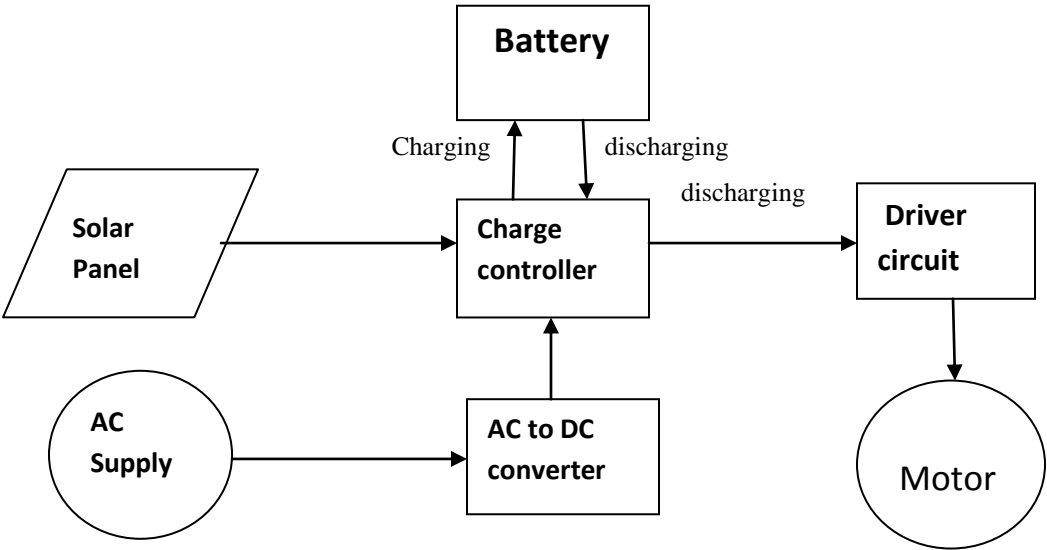 Battery
Charging
discharging
discharging
Solar
Panel
Charge
controller
Driver
circuit
AC
Supply
AC to DC
converter
Motor